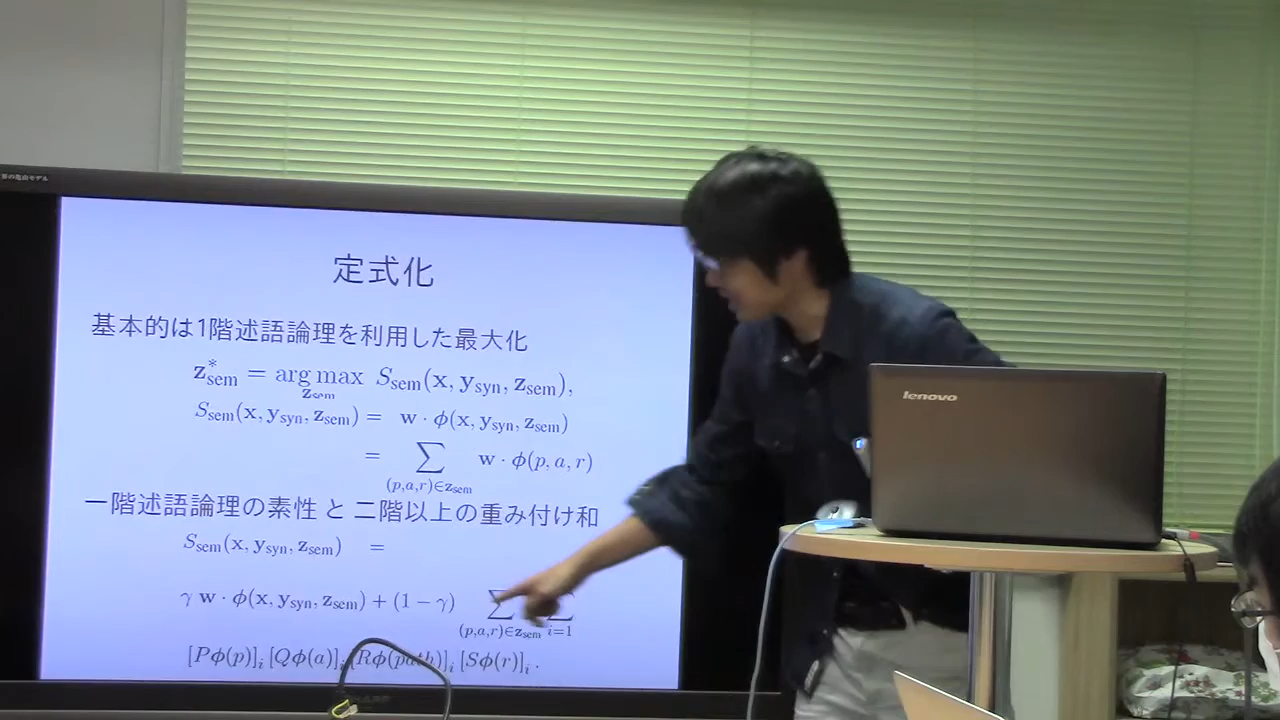 定式化
基本的は1階述語論理を利用した最大化
z*sem = arg max Ssem(x, ysyn, zsem),
zsem
Ssem(x, ysyn, zsem) = w · ϕ(x, ysyn, zsem)
= ∑ w · ϕ(p, a, r)
(p,a,r)∈zsem
一階述語論理の素性 と 二階以上の重み付け和
Ssem(x, ysyn, zsem) =
γ w · ϕ(x, ysyn, zsem) + (1 − γ) ∑ ∑
(p,a,r)∈zsem i=1
[Pϕ(p)]i [Qϕ(a)]i [Rϕ(path)]i [Sϕ(r)]i .
lenovo